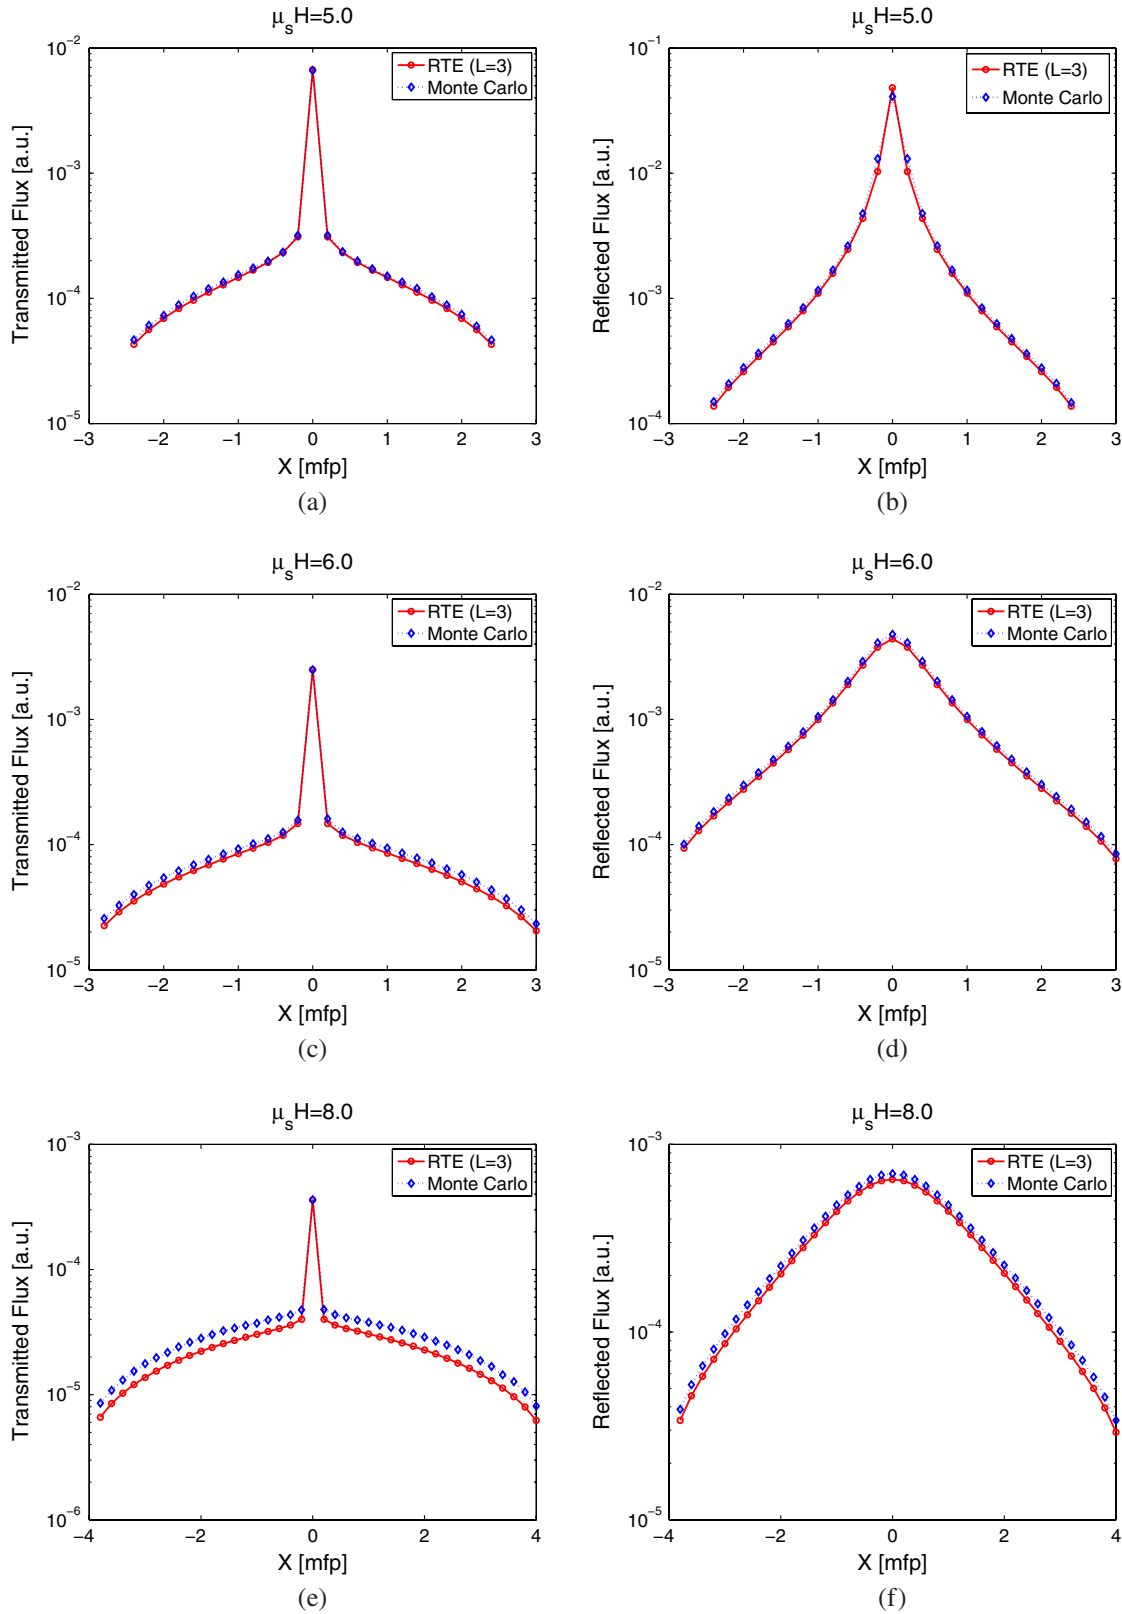 μsH=5.0
10⁻²
10⁻³
10⁻⁴
10⁻⁵
Transmitted Flux [a.u.]
RTE (L=3)
Monte Carlo
−3 −2 −1 0 1 2 3
X [mfp]
(a)
μsH=5.0
10⁻¹
10⁻²
10⁻³
10⁻⁴
Reflected Flux [a.u.]
RTE (L=3)
Monte Carlo
−3 −2 −1 0 1 2 3
X [mfp]
(b)
μsH=6.0
10⁻²
10⁻³
10⁻⁴
10⁻⁵
Transmitted Flux [a.u.]
RTE (L=3)
Monte Carlo
−3 −2 −1 0 1 2 3
X [mfp]
(c)
μsH=6.0
10⁻²
10⁻³
10⁻⁴
10⁻⁵
Reflected Flux [a.u.]
RTE (L=3)
Monte Carlo
−3 −2 −1 0 1 2 3
X [mfp]
(d)
μsH=8.0
10⁻³
10⁻⁴
10⁻⁵
10⁻⁶
Transmitted Flux [a.u.]
RTE (L=3)
Monte Carlo
−4 −2 0 2 4
X [mfp]
(e)
μsH=8.0
10⁻³
10⁻⁴
10⁻⁵
Reflected Flux [a.u.]
RTE (L=3)
Monte Carlo
−4 −2 0 2 4
X [mfp]
(f)